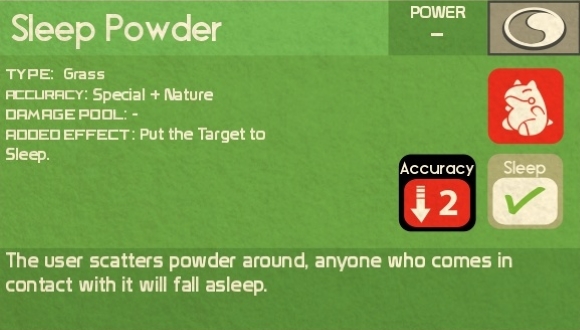 Sleep Powder
POWER
–
TYPE: Grass
ACCURACY: Special + Nature
DAMAGE POOL: -
ADDED EFFECT: Put the Target to
Sleep.
Accuracy
2
Sleep
The user scatters powder around, anyone who comes in
contact with it will fall asleep.